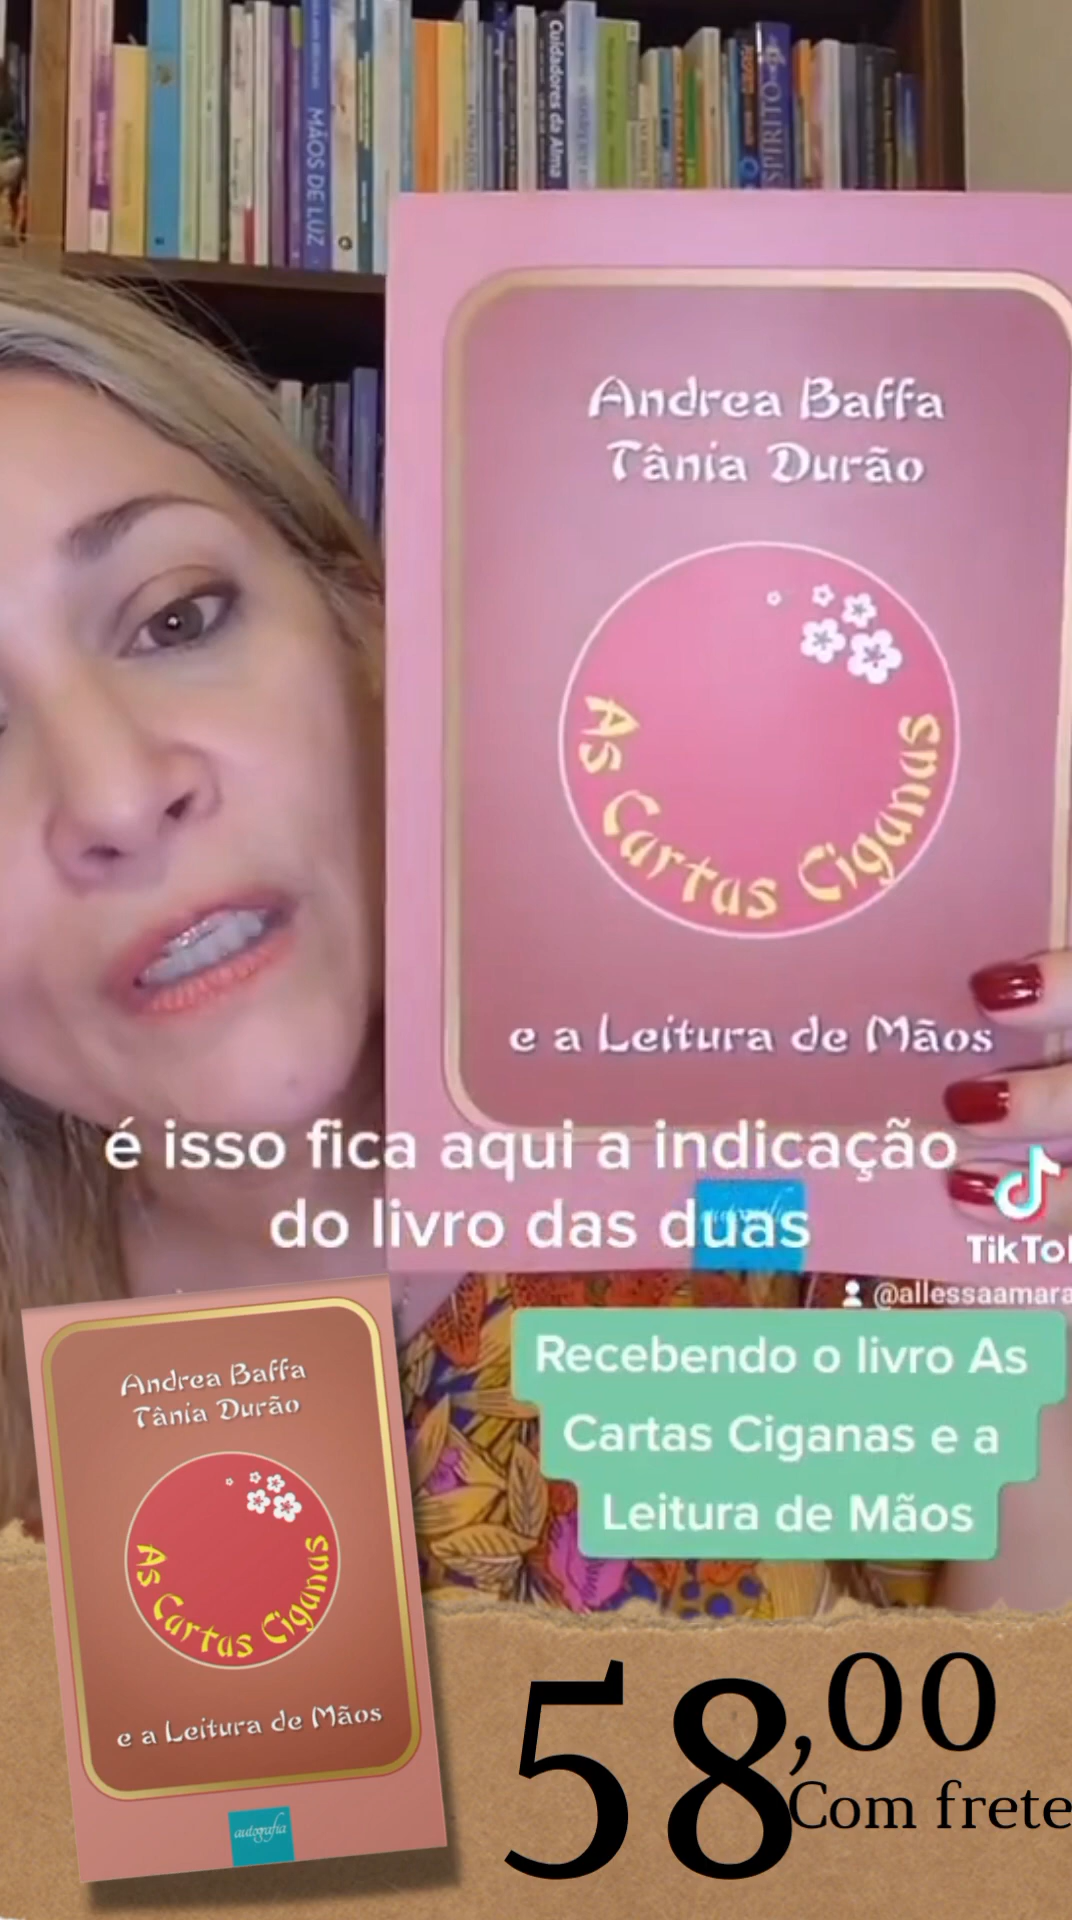 MÃOS DE LUZ
Cuidadores da Alma
Andrea Baffa
Tânia Durão
As Cartas Ciganas
e a Leitura de Mãos
é isso fica aqui a indicação
do livro das duas
TikTok
@allessaamara
Recebendo o livro As
Cartas Ciganas e a
Leitura de Mãos
Andrea Baffa
Tânia Durão
As Cartas Ciganas
e a Leitura de Mãos
autografia
58,00
Com frete